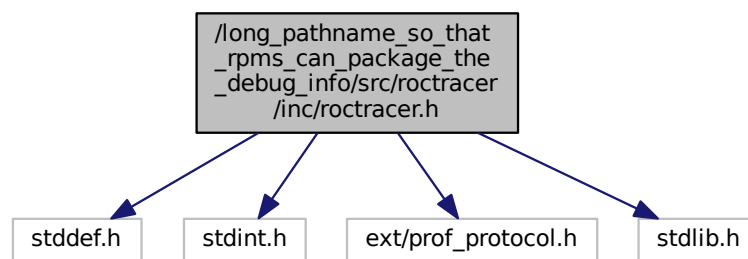 /long_pathname_so_that
_rpms_can_package_the
_debug_info/src/roctracer
/inc/roctracer.h
stddef.h
stdint.h
ext/prof_protocol.h
stdlib.h